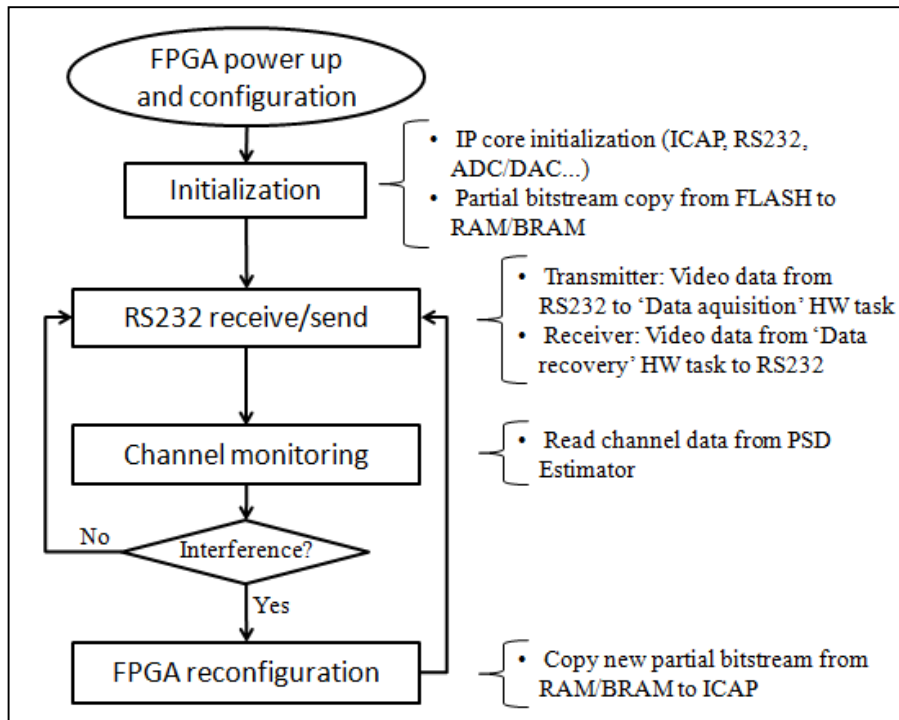 FPGA power up
and configuration
• IP core initialization (ICAP, RS232,
ADC/DAC...)
• Partial bitstream copy from FLASH to
RAM/BRAM
Initialization
• Transmitter: Video data from
RS232 to ‘Data aquisition’ HW task
• Receiver: Video data from ‘Data
recovery’ HW task to RS232
RS232 receive/send
• Read channel data from PSD
Estimator
Channel monitoring
No
Interference?
Yes
FPGA reconfiguration
• Copy new partial bitstream from
RAM/BRAM to ICAP